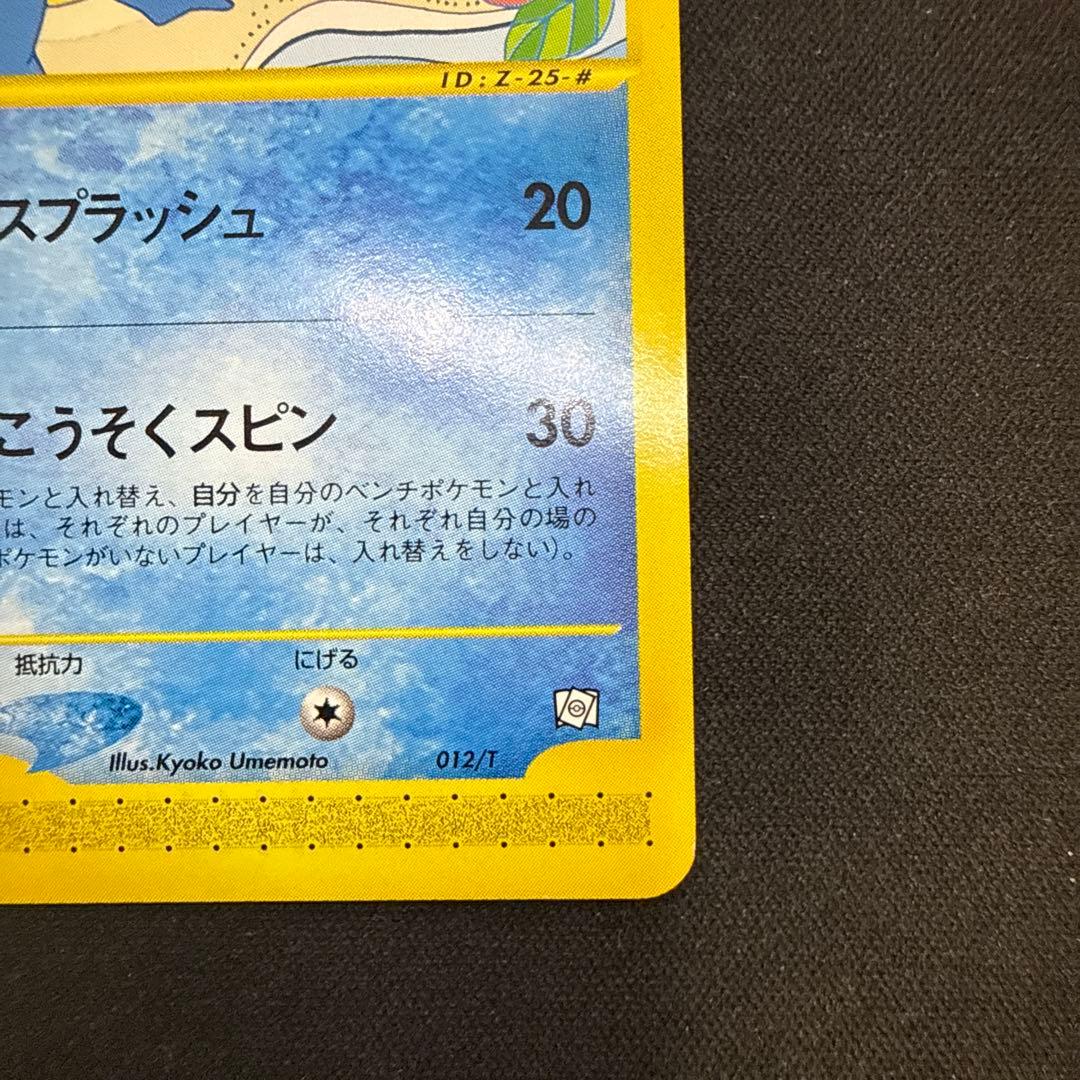 ID:Z-25-#
スプラッシュ 20
こうそくスピン 30
モンと入れ替え、自分を自分のベンチポケモンと入れ
は、それぞれのプレイヤーが、それぞれ自分の場の
ポケモンがいないプレイヤーは、入れ替えをしない)。
抵抗力 にげる
Illus.Kyoko Umemoto 012/T